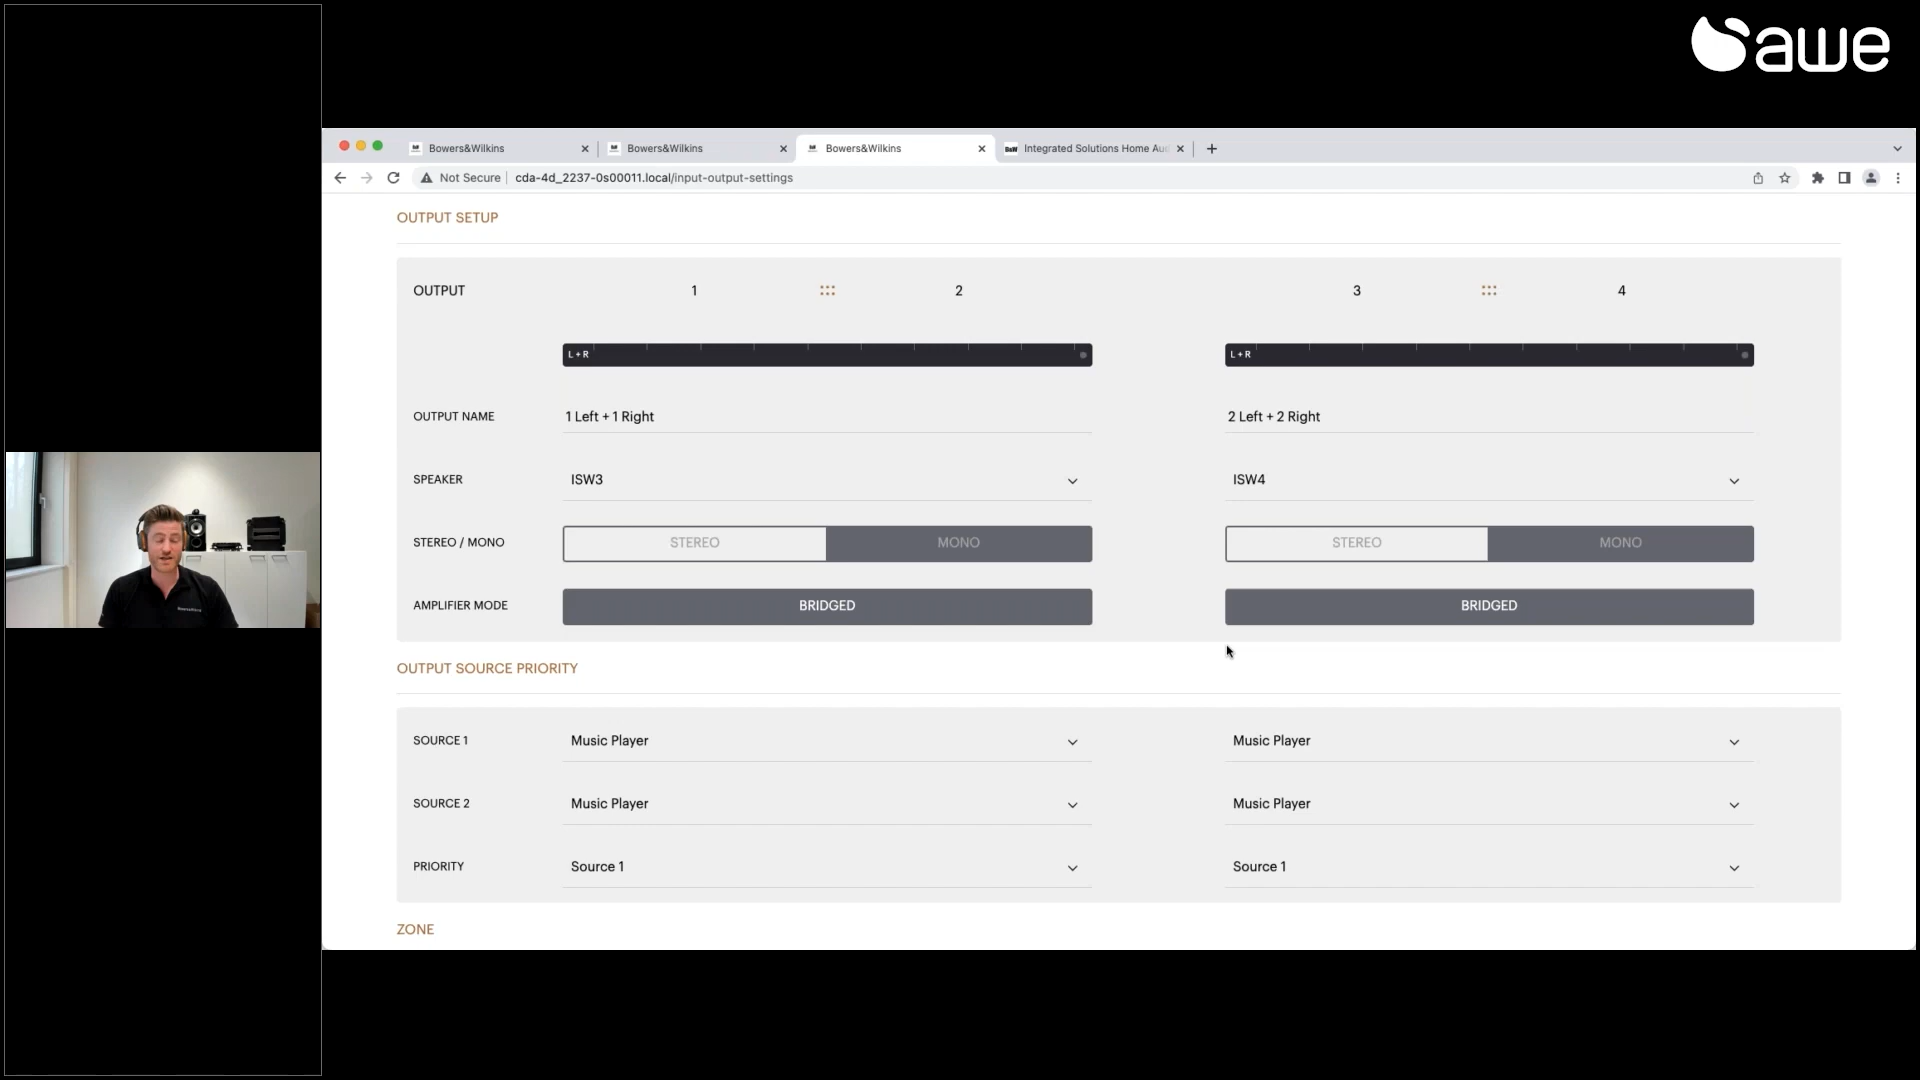 awe
Bowers&Wilkins
Bowers&Wilkins
Bowers&Wilkins
Integrated Solutions Home Au
Not Secure
cda-4d_2237-0s00011.local/input-output-settings
OUTPUT SETUP
OUTPUT 1 2 3 4
L+R L+R
OUTPUT NAME 1 Left + 1 Right 2 Left + 2 Right
SPEAKER ISW3 ISW4
STEREO / MONO STEREO MONO STEREO MONO
AMPLIFIER MODE BRIDGED BRIDGED
OUTPUT SOURCE PRIORITY
SOURCE 1 Music Player Music Player
SOURCE 2 Music Player Music Player
PRIORITY Source 1 Source 1
ZONE